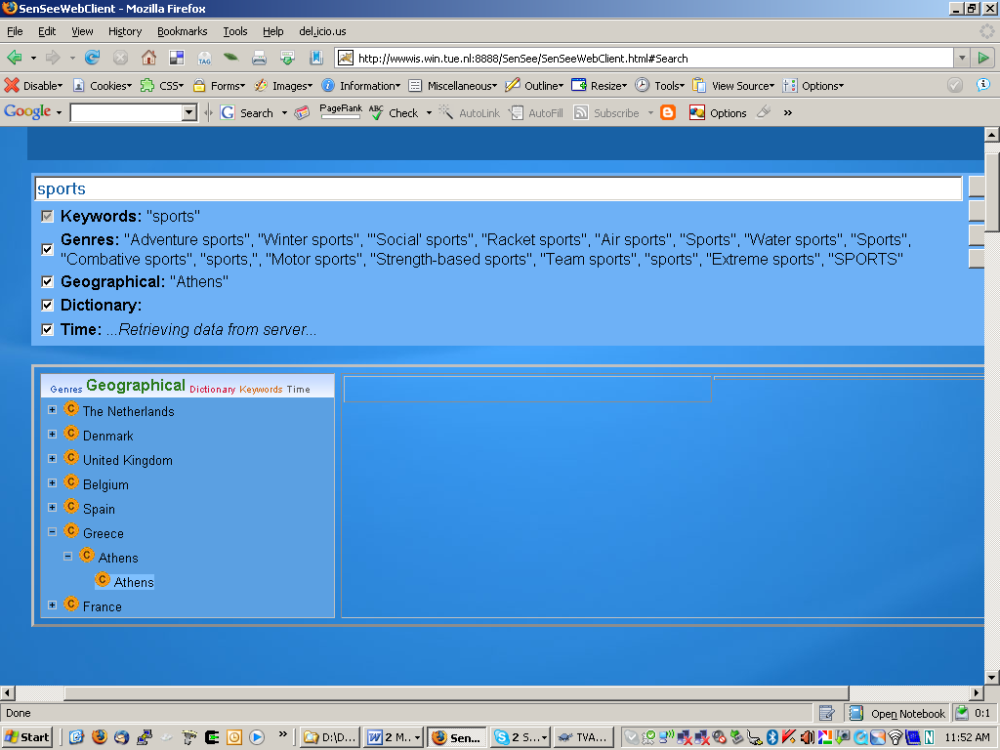 SenSeeWebClient - Mozilla Firefox
File Edit View History Bookmarks Tools Help del.icio.us
TAG http://wwwis.win.tue.nl:8888/SenSee/SenSeeWebClient.html#Search
Disable Cookies CSS Forms Images Information Miscellaneous Outline Resize Tools View Source Options
Google G Search PageRank ABC Check AutoLink AutoFill Subscribe Options »
sports
Keywords: "sports"
Genres: "Adventure sports", "Winter sports", "'Social' sports", "Racket sports", "Air sports", "Sports", "Water sports", "Sports",
"Combative sports", "sports,", "Motor sports", "Strength-based sports", "Team sports", "sports", "Extreme sports", "SPORTS"
Geographical: "Athens"
Dictionary:
Time: ...Retrieving data from server...
Genres Geographical Dictionary Keywords Time
C The Netherlands
C Denmark
C United Kingdom
C Belgium
C Spain
C Greece
C Athens
C Athens
C France
Done Open Notebook 0:1
Start » D:\D... 2 M... Sen... 2 S... TVA... 11:52 AM